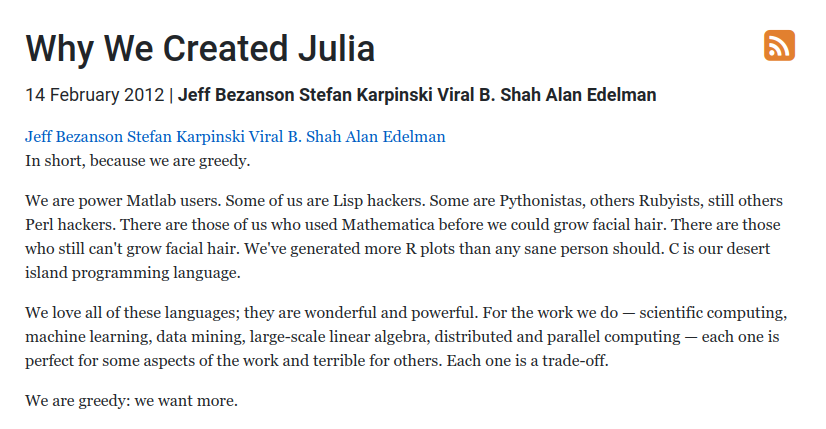 Why We Created Julia
14 February 2012 | Jeff Bezanson Stefan Karpinski Viral B. Shah Alan Edelman
Jeff Bezanson Stefan Karpinski Viral B. Shah Alan Edelman
In short, because we are greedy.
We are power Matlab users. Some of us are Lisp hackers. Some are Pythonistas, others Rubyists, still others
Perl hackers. There are those of us who used Mathematica before we could grow facial hair. There are those
who still can't grow facial hair. We've generated more R plots than any sane person should. C is our desert
island programming language.
We love all of these languages; they are wonderful and powerful. For the work we do — scientific computing,
machine learning, data mining, large-scale linear algebra, distributed and parallel computing — each one is
perfect for some aspects of the work and terrible for others. Each one is a trade-off.
We are greedy: we want more.